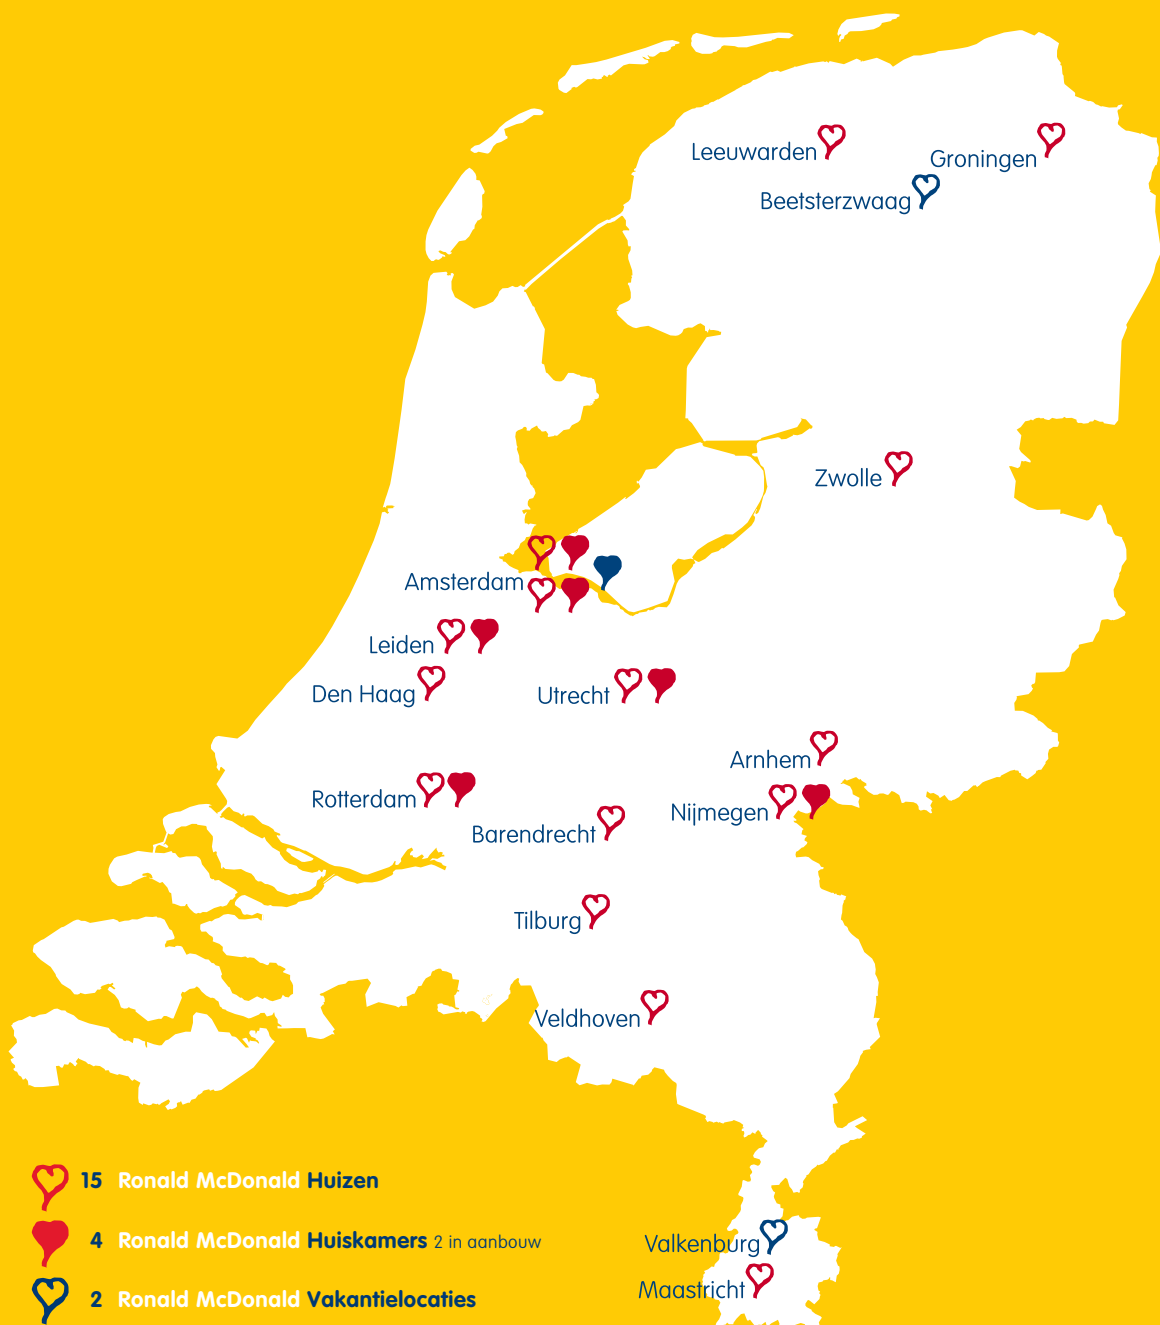 Leeuwarden
Groningen
Beetsterzwaag
Zwolle
Amsterdam
Leiden
Den Haag
Utrecht
Arnhem
Rotterdam
Nijmegen
Barendrecht
Tilburg
Veldhoven
15 Ronald McDonald Huizen
4 Ronald McDonald Huiskamers 2 in aanbouw
2 Ronald McDonald Vakantielocaties
Valkenburg
Maastricht